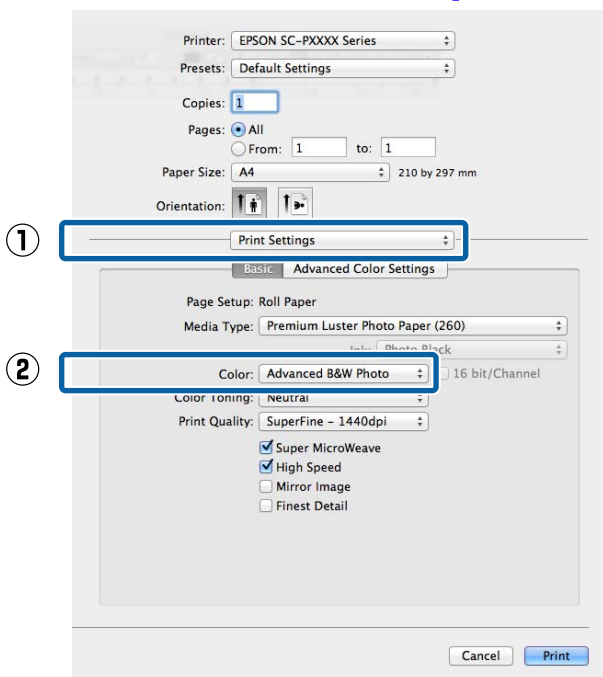 Printer: EPSON SC-PXXXX Series
Presets: Default Settings
Copies: 1
Pages: All
From: 1 to: 1
Paper Size: A4 210 by 297 mm
Orientation:
1 Print Settings
Basic Advanced Color Settings
Page Setup: Roll Paper
Media Type: Premium Luster Photo Paper (260)
Ink: Photo Black
2 Color: Advanced B&W Photo 16 bit/Channel
Color Toning: Neutral
Print Quality: SuperFine – 1440dpi
Super MicroWeave
High Speed
Mirror Image
Finest Detail
Cancel Print